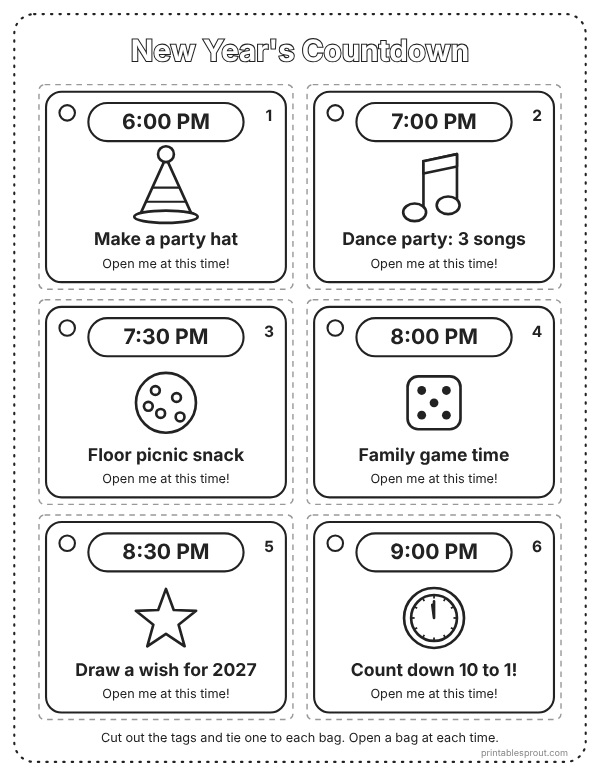 New Year's Countdown
6:00 PM
1
Make a party hat
Open me at this time!
7:00 PM
2
Dance party: 3 songs
Open me at this time!
7:30 PM
3
Floor picnic snack
Open me at this time!
8:00 PM
4
Family game time
Open me at this time!
8:30 PM
5
Draw a wish for 2027
Open me at this time!
9:00 PM
6
Count down 10 to 1!
Open me at this time!
Cut out the tags and tie one to each bag. Open a bag at each time.
printablesprout.com